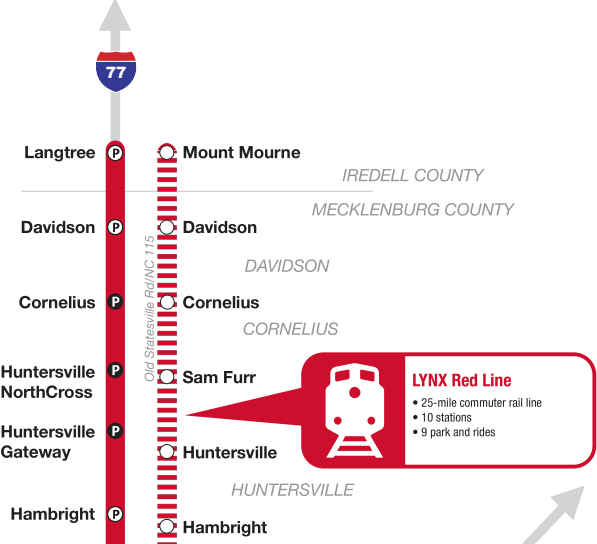 77
Langtree P Mount Mourne
IREDELL COUNTY
MECKLENBURG COUNTY
Davidson P Davidson
Old Statesville Rd/NC 115
DAVIDSON
Cornelius P Cornelius
CORNELIUS
Huntersville
NorthCross
P
Sam Furr
LYNX Red Line
• 25-mile commuter rail line
• 10 stations
• 9 park and rides
Huntersville
Gateway
P
Huntersville
HUNTERSVILLE
Hambright P Hambright